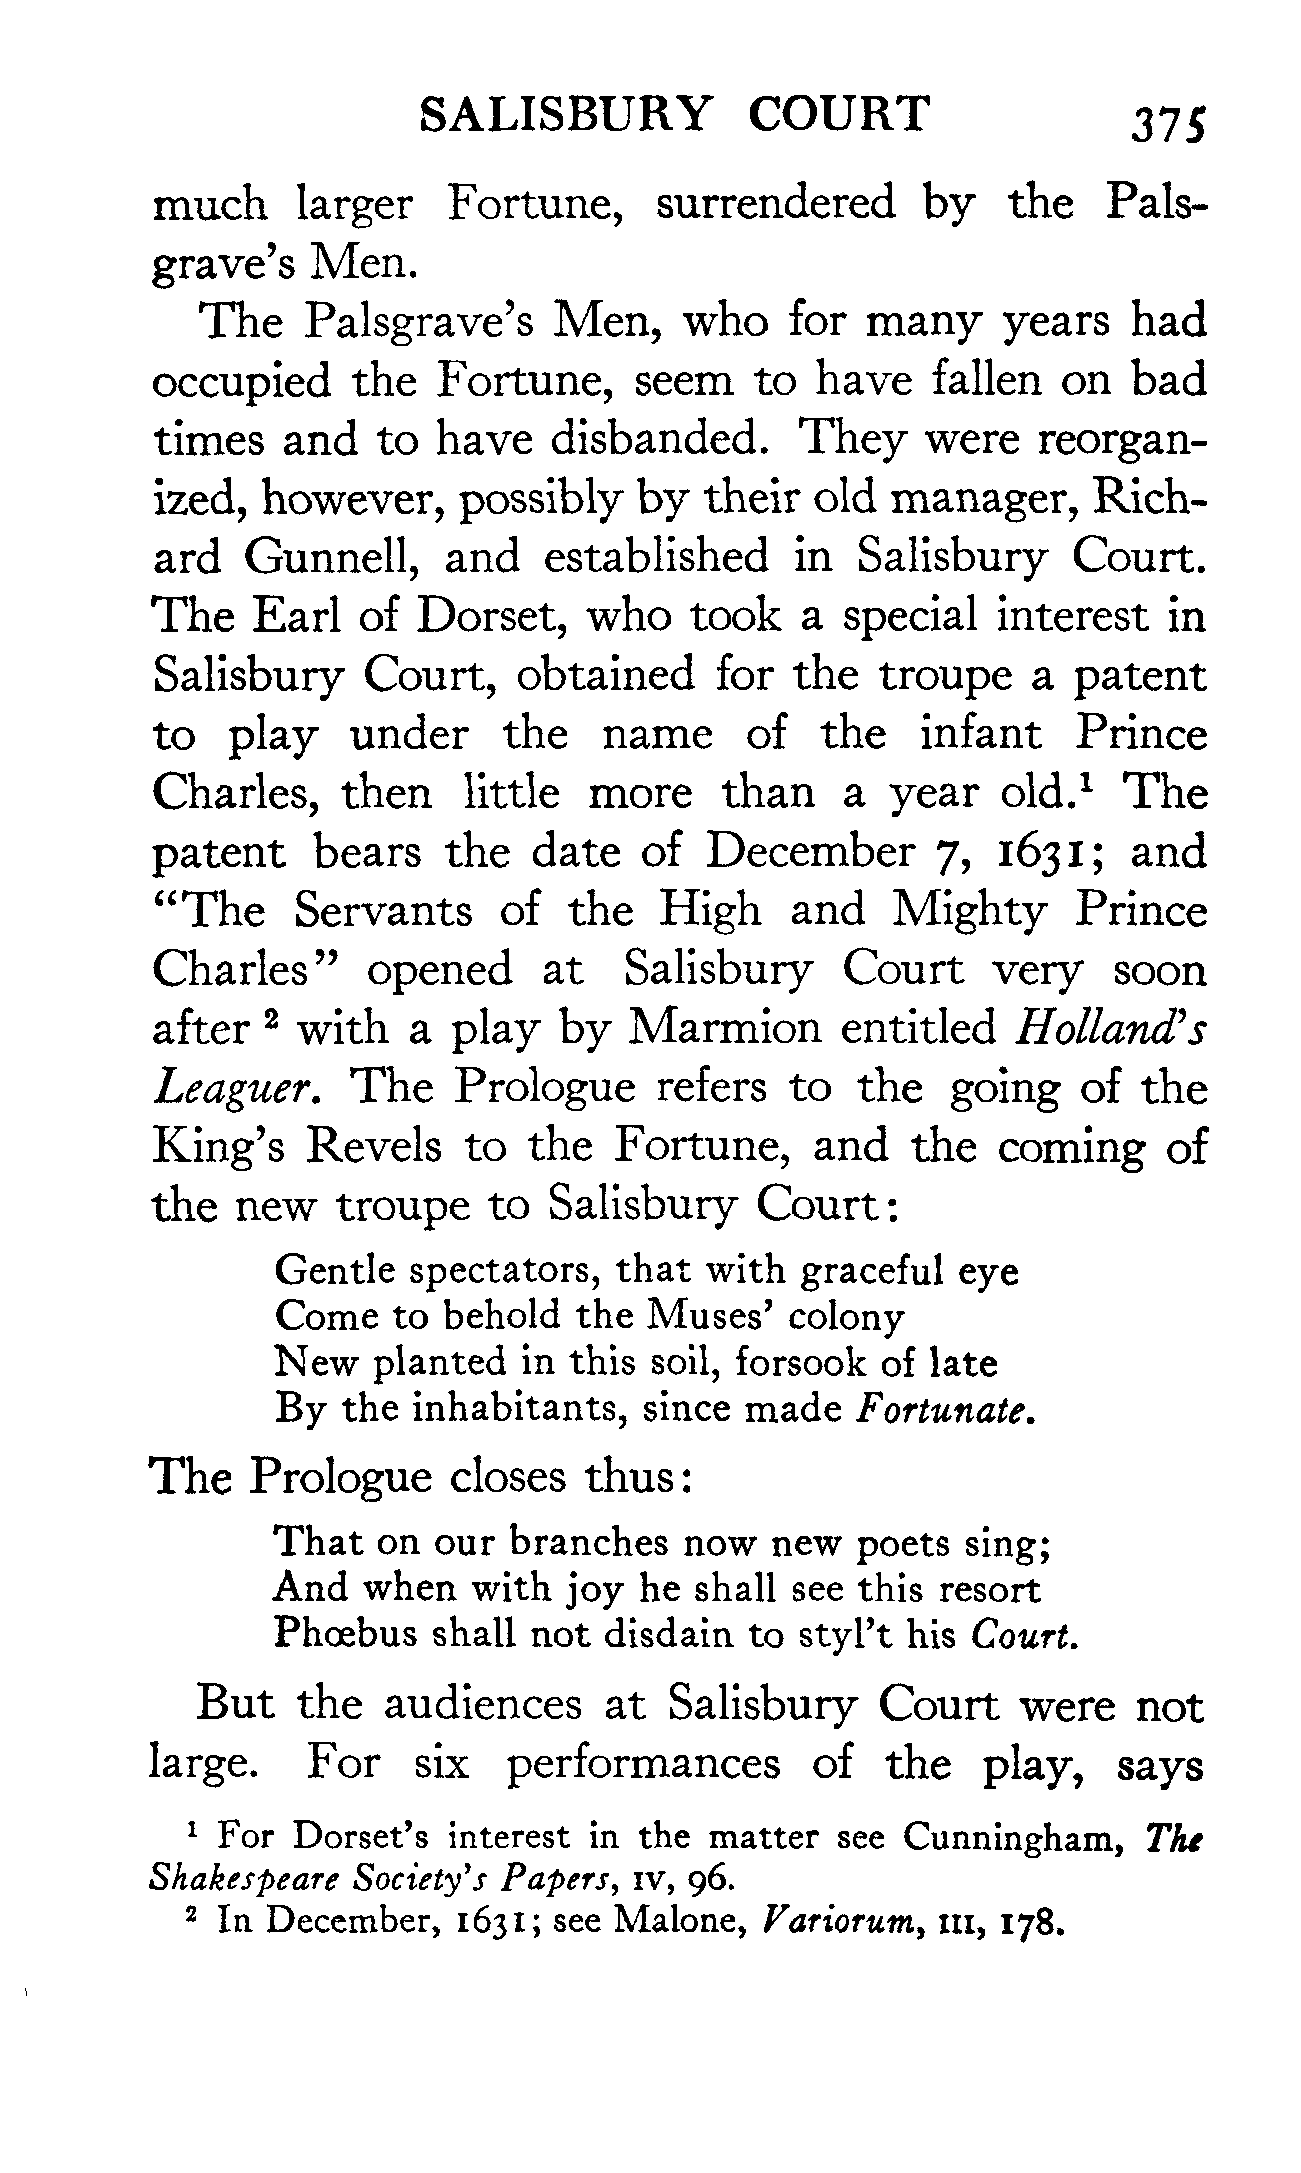 SALISBURY COURT 375
much larger Fortune, surrendered by the Pals-
grave's Men.
The Palsgrave's Men, who for many years had
occupied the Fortune, seem to have fallen on bad
times and to have disbanded. They were reorgan-
ized, however, possibly by their old manager, Rich-
ard Gunnell, and established in Salisbury Court.
The Earl of Dorset, who took a special interest in
Salisbury Court, obtained for the troupe a patent
to play under the name of the infant Prince
Charles, then little more than a year old.¹ The
patent bears the date of December 7, 1631; and
“The Servants of the High and Mighty Prince
Charles” opened at Salisbury Court very soon
after ² with a play by Marmion entitled Holland's
Leaguer. The Prologue refers to the going of the
King's Revels to the Fortune, and the coming of
the new troupe to Salisbury Court:
Gentle spectators, that with graceful eye
Come to behold the Muses' colony
New planted in this soil, forsook of late
By the inhabitants, since made Fortunate.
The Prologue closes thus:
That on our branches now new poets sing;
And when with joy he shall see this resort
Phœbus shall not disdain to styl't his Court.
But the audiences at Salisbury Court were not
large. For six performances of the play, says
¹ For Dorset's interest in the matter see Cunningham, The
Shakespeare Society's Papers, IV, 96.
² In December, 1631; see Malone, Variorum, III, 178.